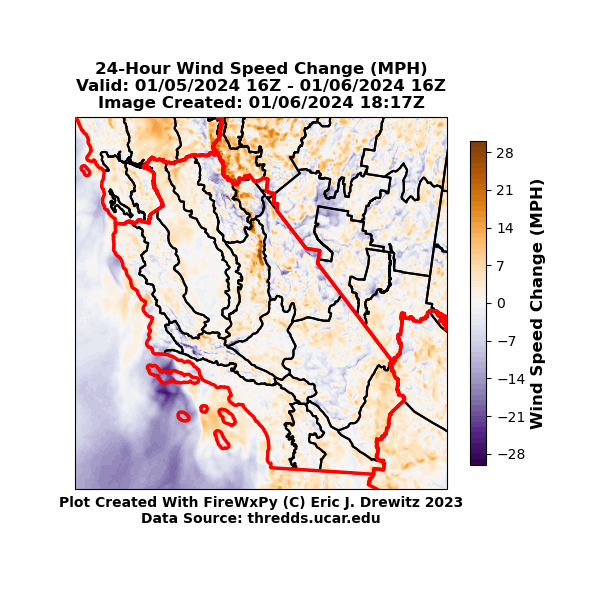 24-Hour Wind Speed Change (MPH)
Valid: 01/05/2024 16Z - 01/06/2024 16Z
Image Created: 01/06/2024 18:17Z
28
21
14
7
0
−7
−14
−21
−28
Wind Speed Change (MPH)
Plot Created With FireWxPy (C) Eric J. Drewitz 2023
Data Source: thredds.ucar.edu